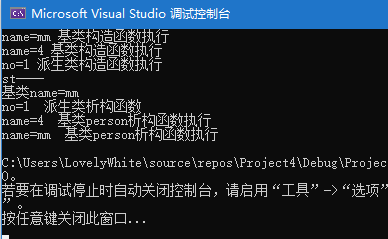 Microsoft Visual Studio 调试控制台
name=mm 基类构造函数执行
name=4 基类构造函数执行
no=1 派生类构造函数执行
st----
基类name=mm
no=1  派生类析构函数
name=4  基类person析构函数执行
name=mm  基类person析构函数执行
C:\Users\LovelyWhite\source\repos\Project4\Debug\Projec
0。
若要在调试停止时自动关闭控制台，请启用“工具”->“选项”
”。
按任意键关闭此窗口...